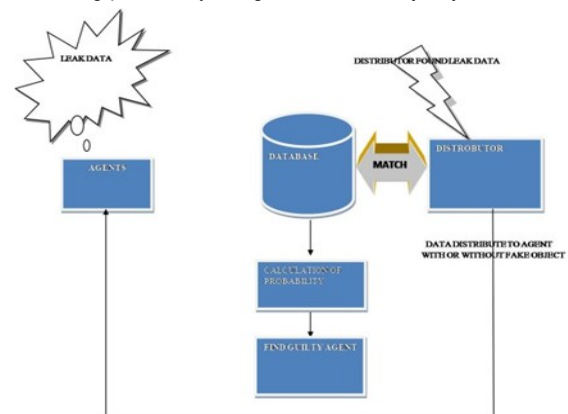 LEAK DATA
DISTRIBUTOR FOUND LEAK DATA
AGENTS
DATABASE
MATCH
DISTROBUTOR
DATA DISTRIBUTE TO AGENT
WITH OR WITHOUT FAKE OBJECT
CALCULATION OF
PROBABILITY
FIND GUILTY AGENT